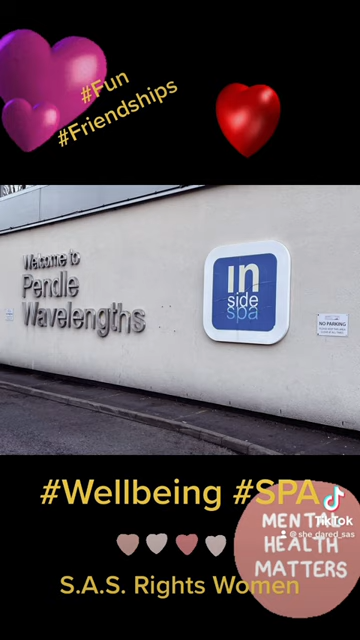 #Fun
#Friendships
Welcome to
Pendle
Wavelengths
in
side
spa
NO PARKING
#Wellbeing #SPA
TikTok
@she_dared_sas
MENTAL
HEALTH
MATTERS
S.A.S. Rights Women